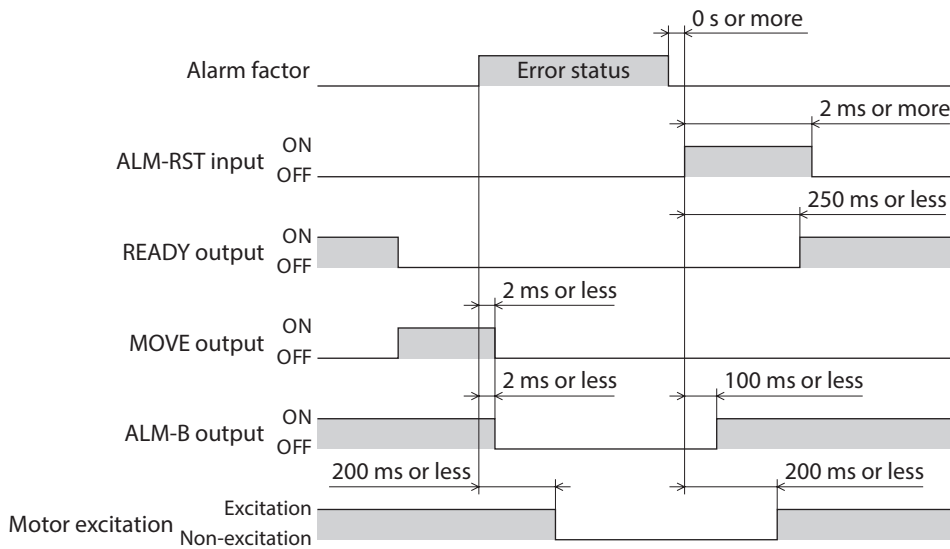 0 s or more
Alarm factor
Error status
2 ms or more
ON
ALM-RST input
OFF
250 ms or less
ON
READY output
OFF
2 ms or less
ON
MOVE output
OFF
2 ms or less
100 ms or less
ON
ALM-B output
OFF
200 ms or less
200 ms or less
Excitation
Motor excitation
Non-excitation